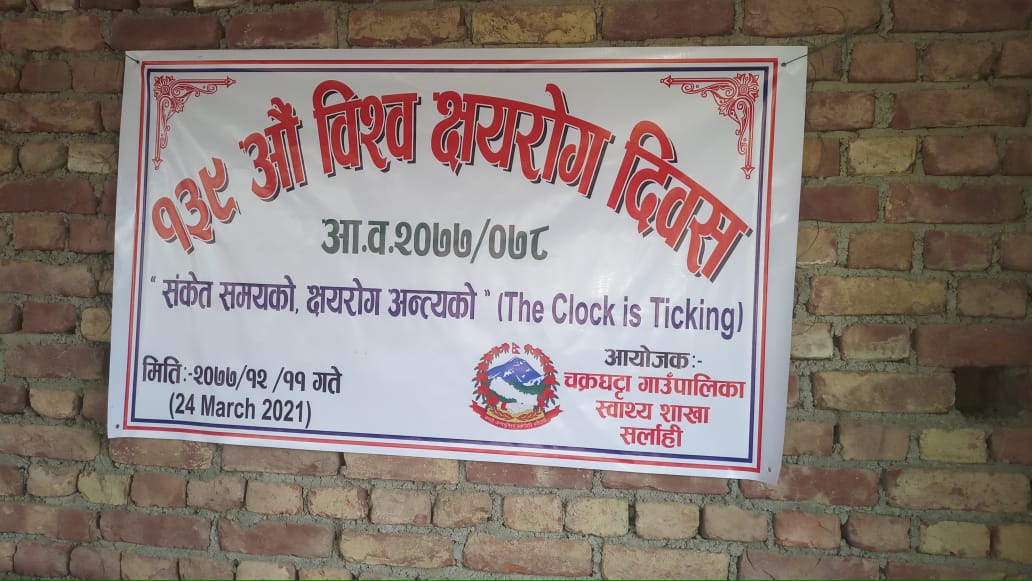 १३९ औं विश्व क्षयरोग दिवस
आ.व.२०७७/०७८
" संकेत समयको, क्षयरोग अन्त्यको " (The Clock is Ticking)
मितिः-२०७७/१२ /११ गते
(24 March 2021)
आयोजकः-
चक्रघट्टा गाउँपालिका
स्वाथ्य शाखा
सर्लाही